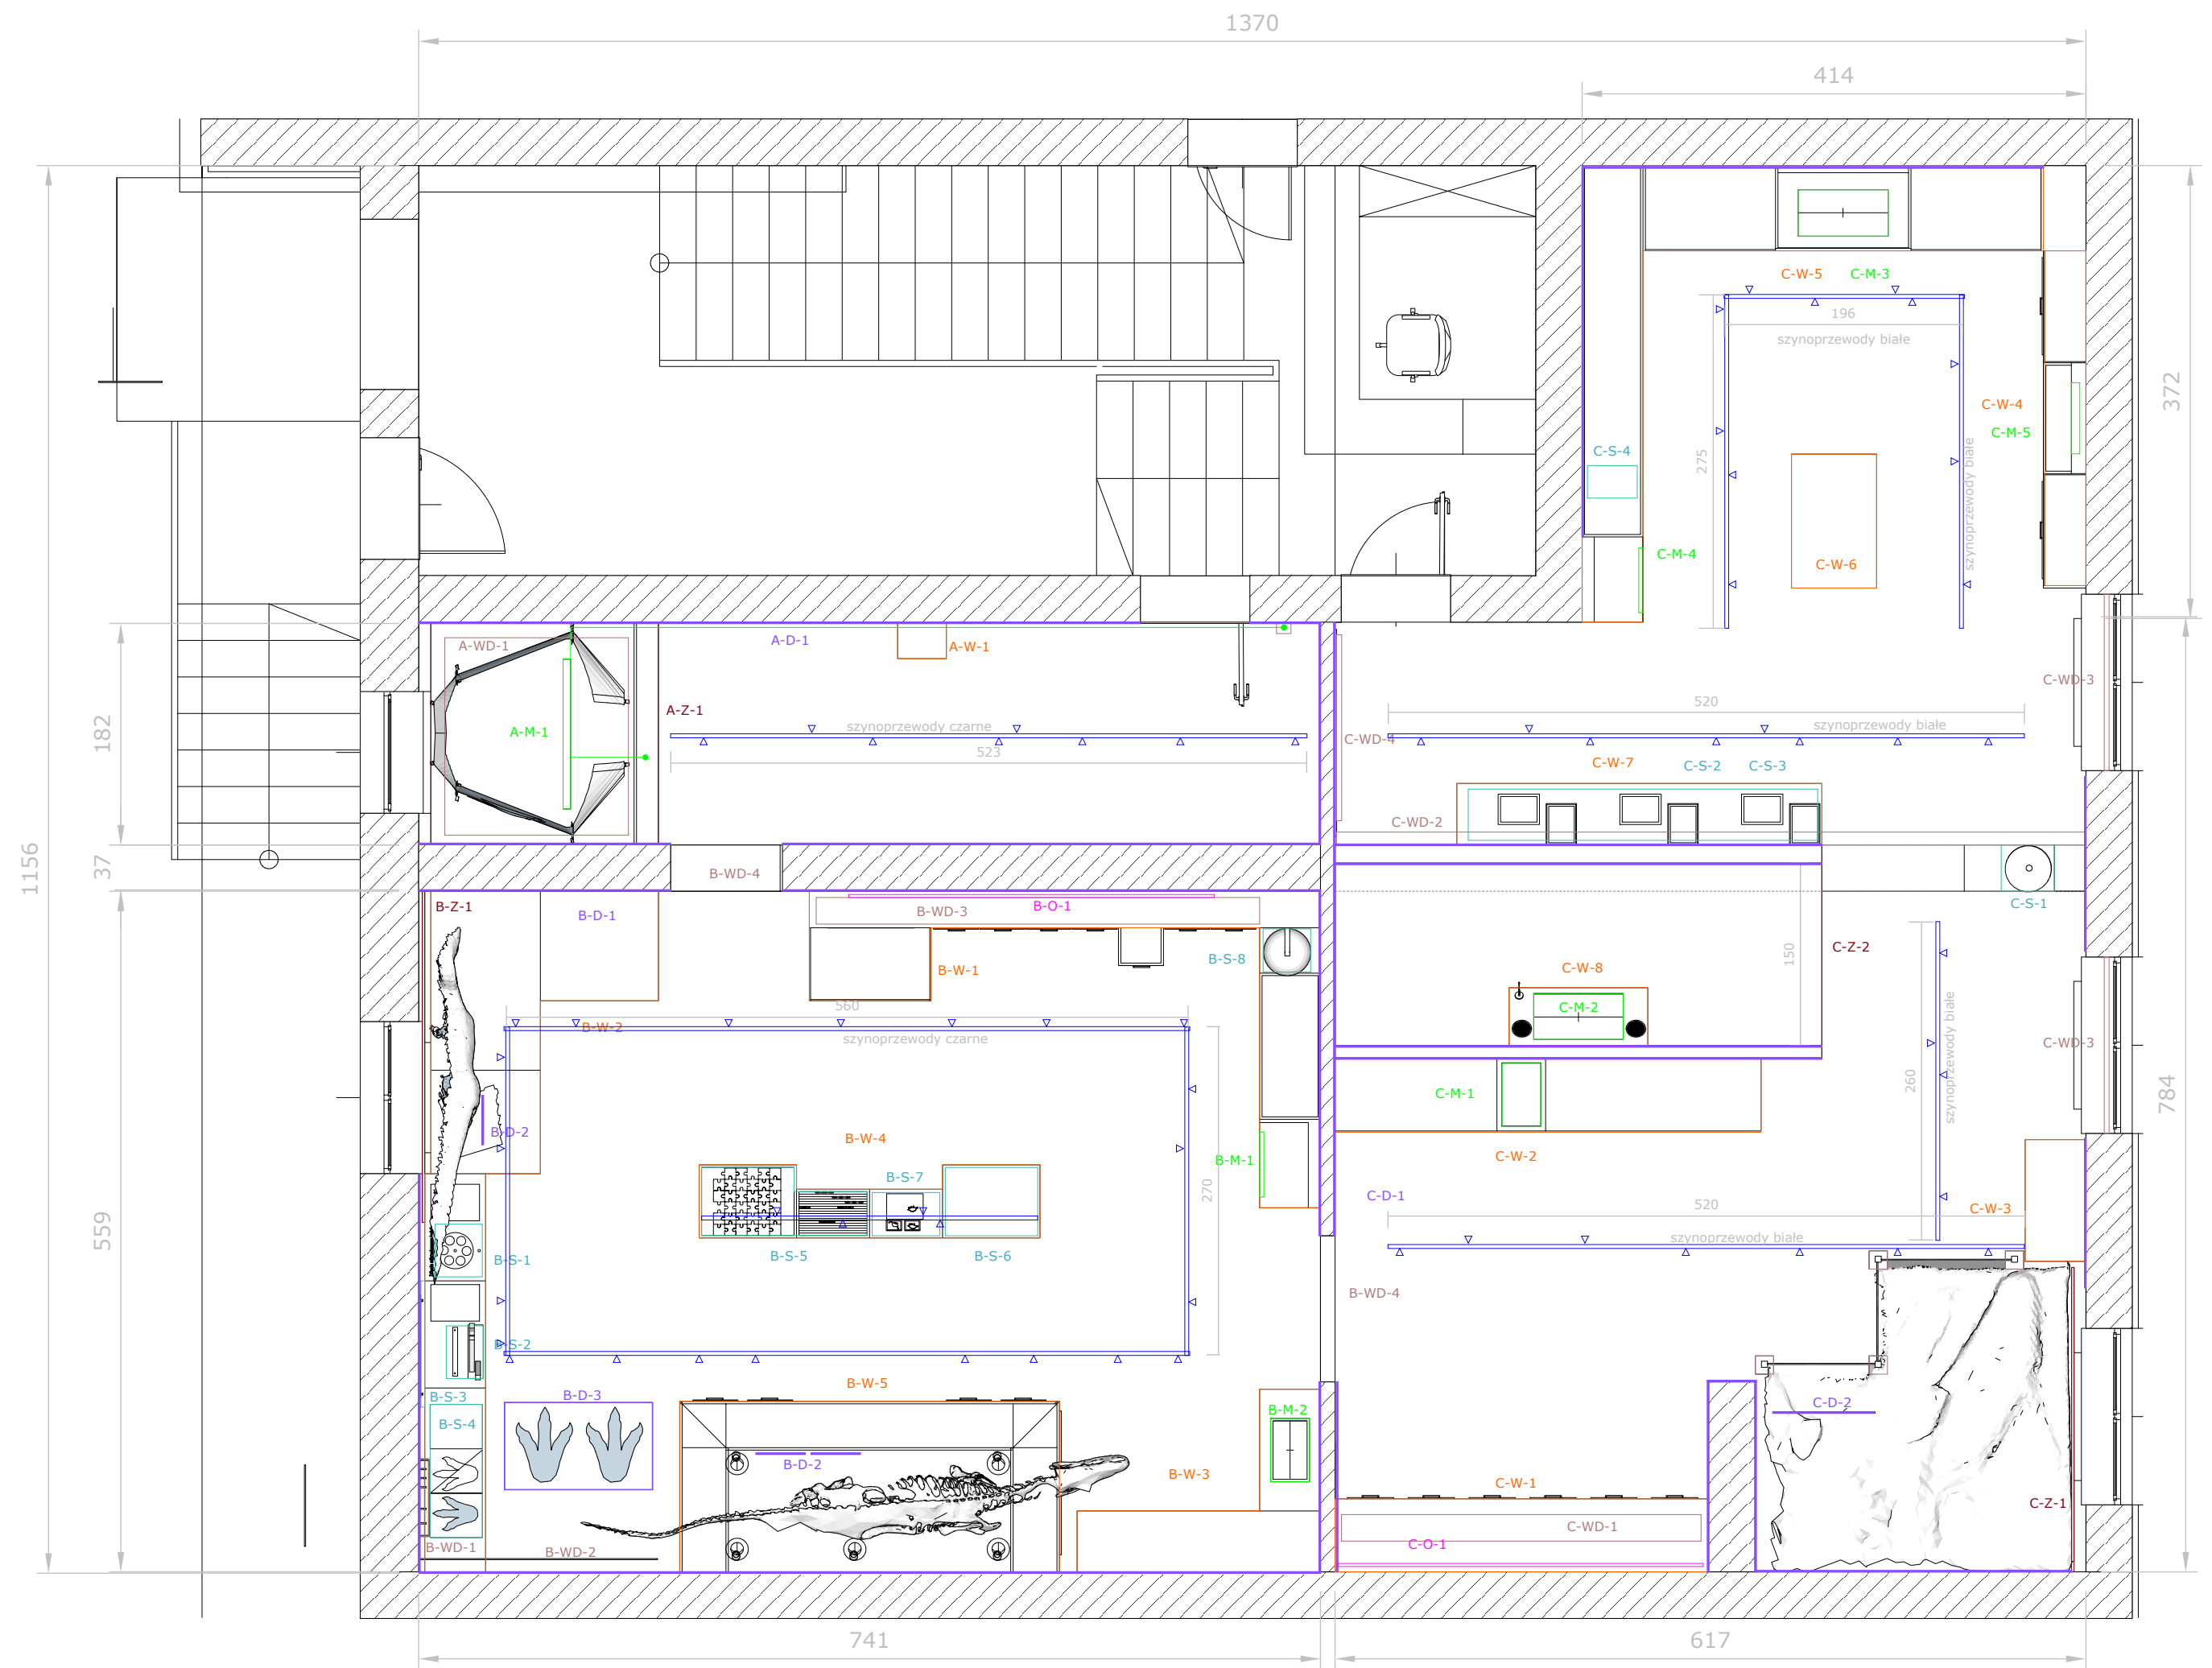 1370
414
C-W-5 C-M-3
196
szynoprzewody białe
372
C-W-4
C-M-5
C-S-4
275
szynoprzewody białe
C-M-4
C-W-6
A-WD-1
A-D-1
A-W-1
C-WD-3
A-Z-1
520
szynoprzewody czarne
szynoprzewody białe
A-M-1
182
C-WD-4
523
C-W-7 C-S-2 C-S-3
C-WD-2
1156
37
B-WD-4
B-Z-1
B-D-1
B-WD-3
B-O-1
C-S-1
C-Z-2
150
B-S-8
B-W-1
C-W-8
560
C-M-2
B-W-2
szynoprzewody czarne
szynoprzewody białe
C-WD-3
260
C-M-1
784
B-D-2
B-W-4
C-W-2
B-M-1
B-S-7
270
C-D-1
520
C-W-3
559
szynoprzewody białe
B-S-1
B-S-5
B-S-6
B-WD-4
B-S-2
B-W-5
B-S-3
B-D-3
C-D-2
B-M-2
B-S-4
B-D-2
B-W-3
C-W-1
C-Z-1
C-WD-1
B-WD-1
B-WD-2
C-O-1
741
617